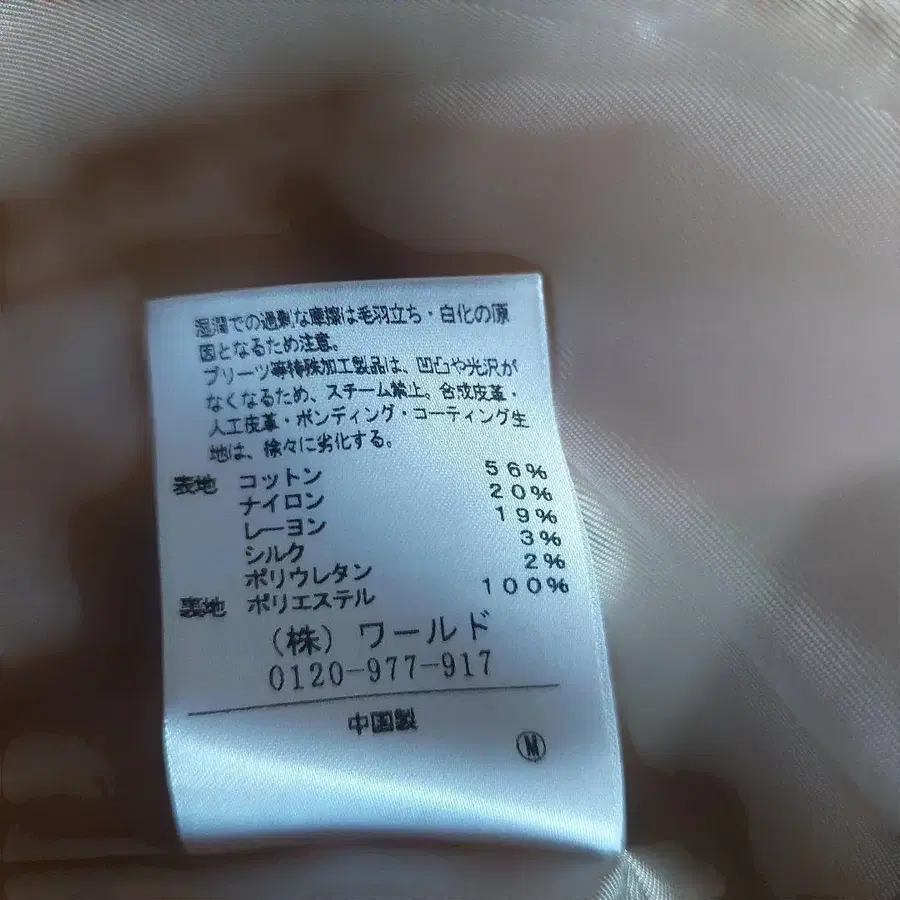 湿潤での過剰な摩擦は毛羽立ち・白化の原
因となるため注意。
プリーツ等特殊加工製品は、凹凸や光沢が
なくなるため、スチーム禁止。合成皮革・
人工皮革・ボンディング・コーティング生
地は、徐々に劣化する。
表地 コットン 56%
ナイロン 20%
レーヨン 19%
シルク 3%
ポリウレタン 2%
裏地 ポリエステル 100%
(株) ワールド
0120-977-917
中国製
Ⓜ